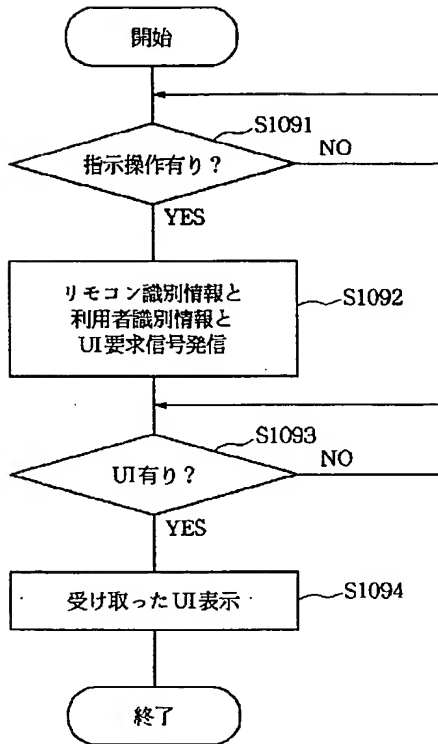 開始
S1091
指示操作有り？
NO
YES
リモコン識別情報と
利用者識別情報と
UI要求信号発信
S1092
S1093
UI有り？
NO
YES
受け取ったUI表示
S1094
終了